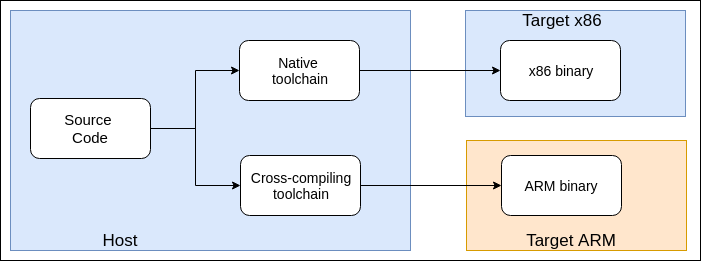 Target x86
Native
toolchain
x86 binary
Source
Code
Cross-compiling
toolchain
ARM binary
Host
Target ARM